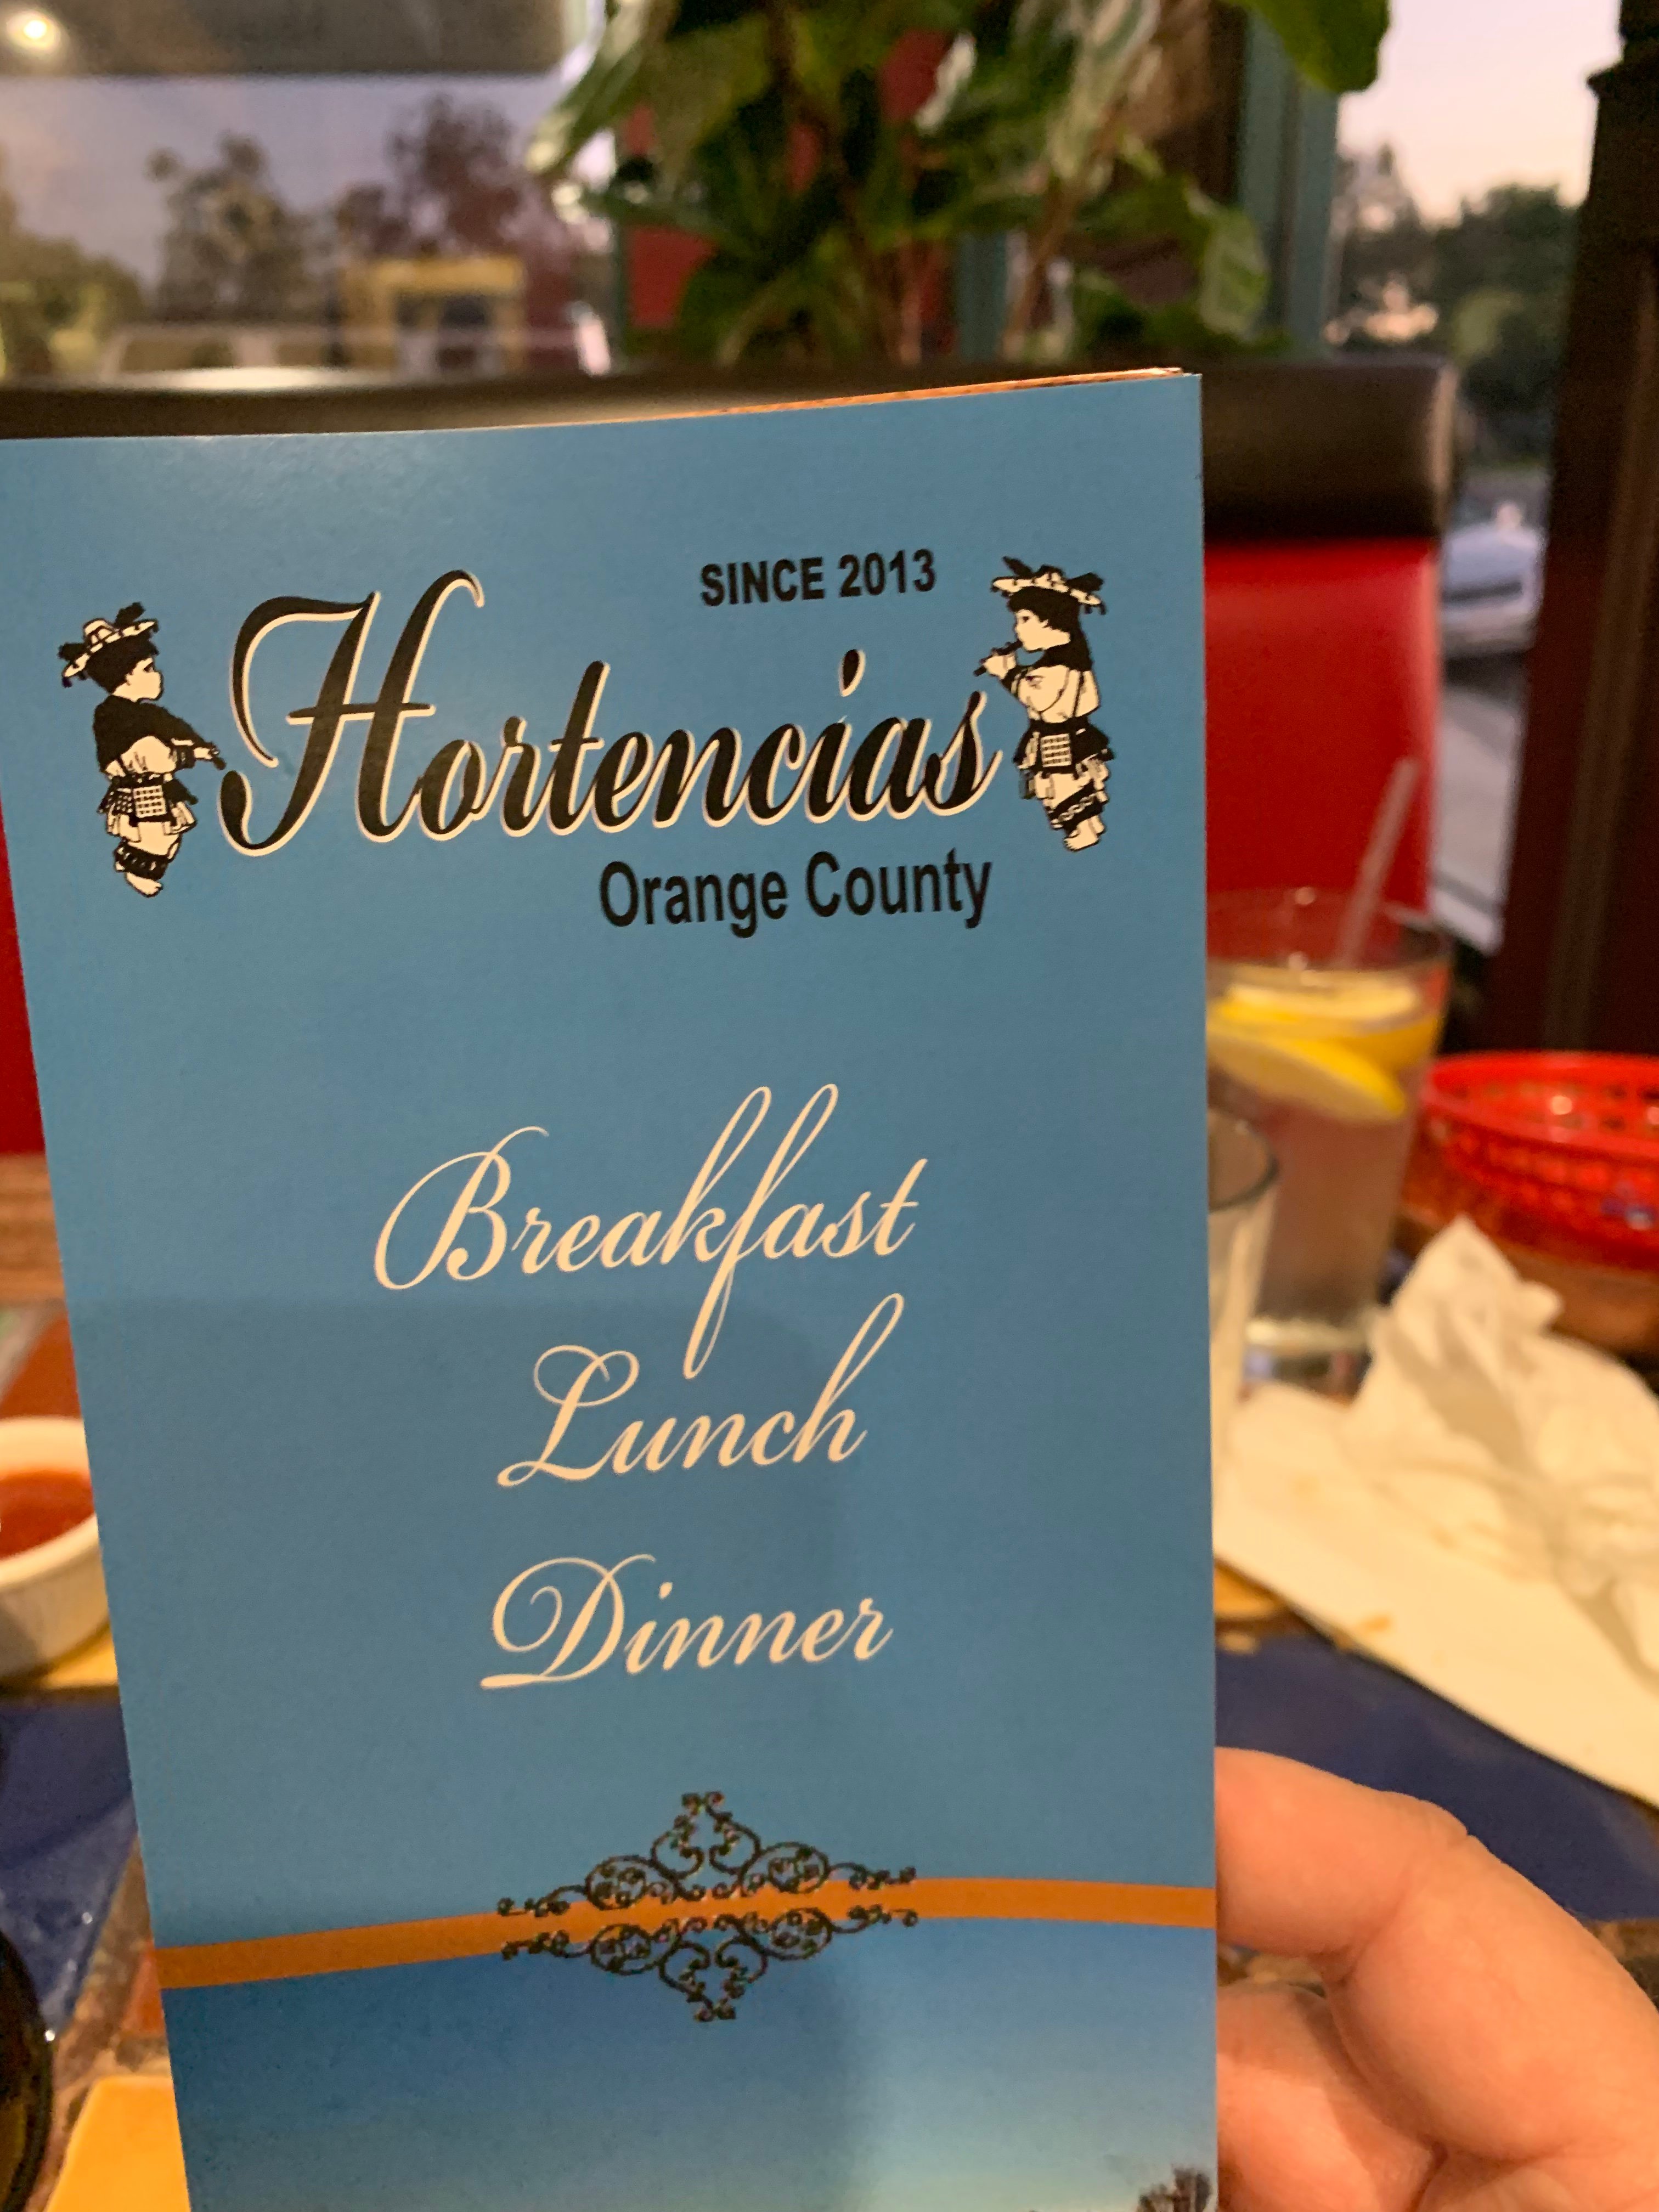 SINCE 2013
Hortencias
Orange County
Breakfast
Lunch
Dinner